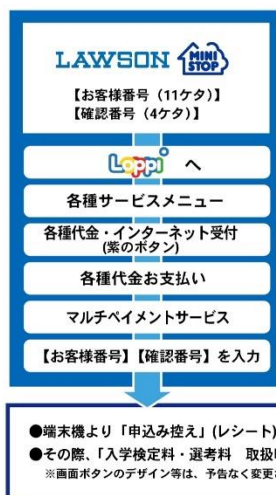 LAWSON MINI STOP
【お客様番号（11ケタ）】
【確認番号（4ケタ）】
Loppi へ
各種サービスメニュー
各種代金・インターネット受付
(紫のボタン)
各種代金お支払い
マルチペイメントサービス
【お客様番号】【確認番号】を入力
●端末機より「申込み控え」(レシート)
●その際、「入学検定料・選考料 取扱
※画面ボタンのデザイン等は、予告なく変更